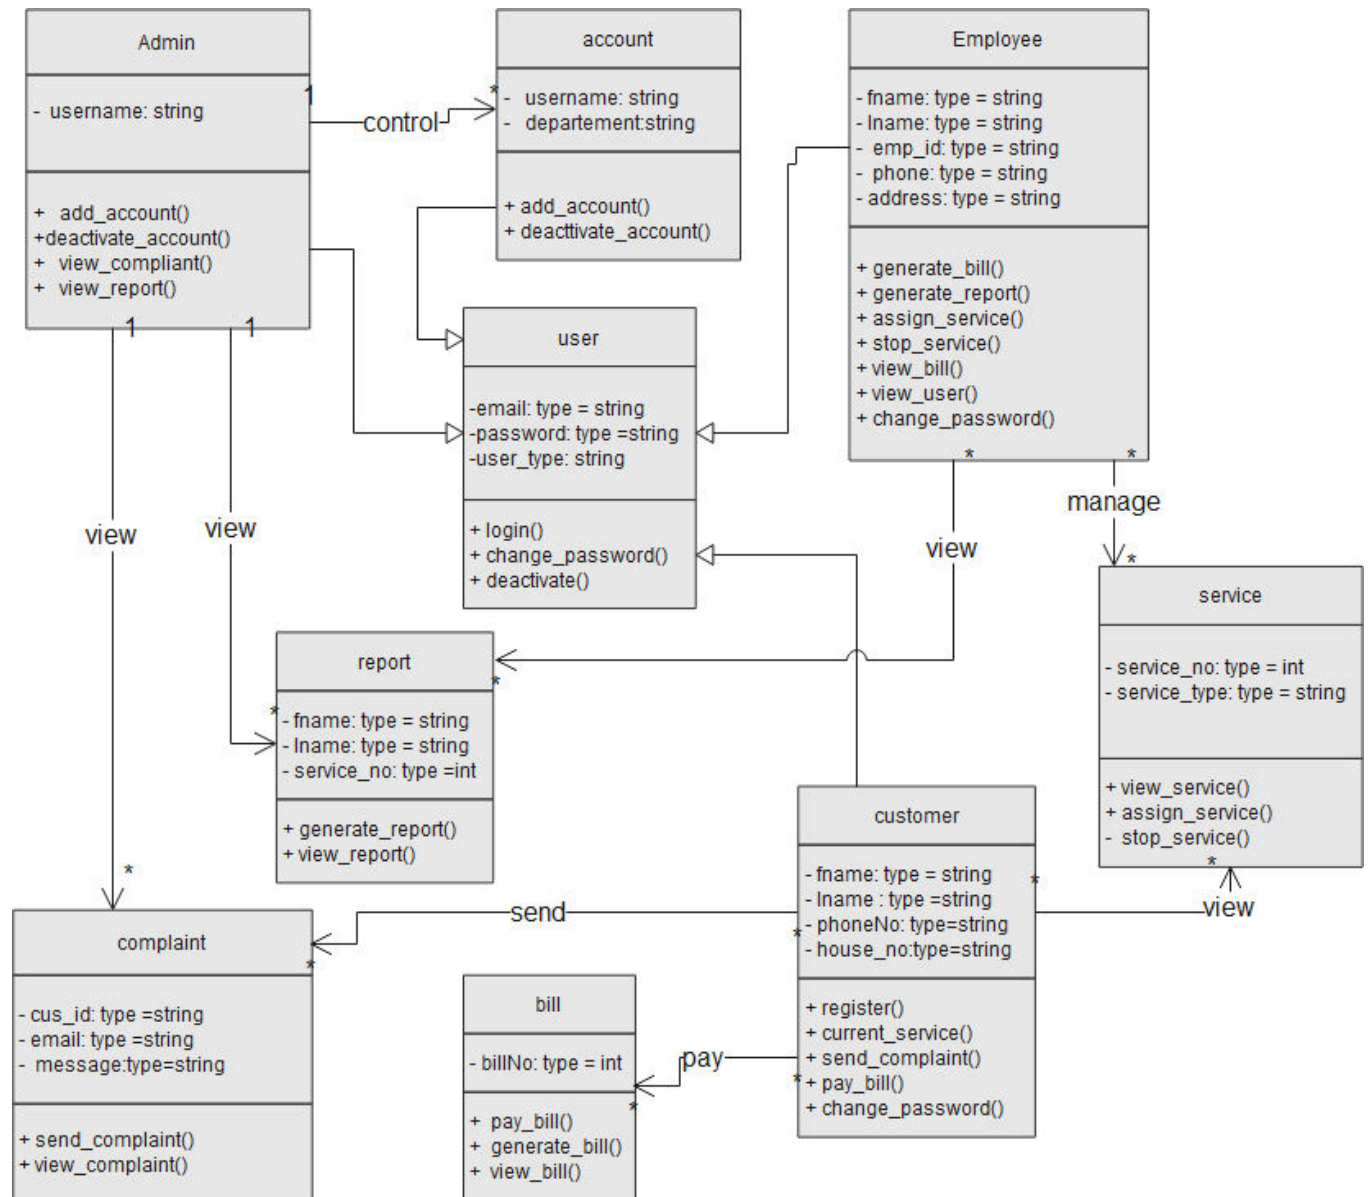 Admin
- username: string
+ add_account()
+deactivate_account()
+ view_compliant()
+ view_report()
1
control
*
account
- username: string
- departement:string
+ add_account()
+ deacttivate_account()
Employee
- fname: type = string
- lname: type = string
- emp_id: type = string
- phone: type = string
- address: type = string
+ generate_bill()
+ generate_report()
+ assign_service()
+ stop_service()
+ view_bill()
+ view_user()
+ change_password()
user
-email: type = string
-password: type =string
-user_type: string
+ login()
+ change_password()
+ deactivate()
1
view
*
1
view
*
*
view
*
*
manage
*
service
- service_no: type = int
- service_type: type = string
+ view_service()
+ assign_service()
- stop_service()
*
view
*
report
- fname: type = string
- lname: type = string
- service_no: type =int
+ generate_report()
+ view_report()
customer
- fname: type = string
- lname : type =string
- phoneNo: type=string
- house_no:type=string
+ register()
+ current_service()
+ send_complaint()
+ pay_bill()
+ change_password()
*
send
*
complaint
- cus_id: type =string
- email: type =string
- message:type=string
+ send_complaint()
+ view_complaint()
*
pay
*
bill
- billNo: type = int
+ pay_bill()
+ generate_bill()
+ view_bill()